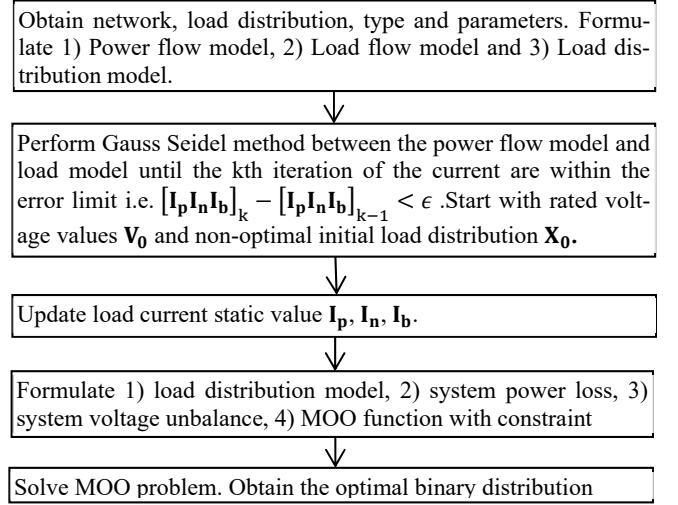 Obtain network, load distribution, type and parameters. Formu-
late 1) Power flow model, 2) Load flow model and 3) Load dis-
tribution model.
Perform Gauss Seidel method between the power flow model and
load model until the kth iteration of the current are within the
error limit i.e. [IpInIb]k − [IpInIb]k−1 < ϵ .Start with rated volt-
age values V0 and non-optimal initial load distribution X0.
Update load current static value Ip, In, Ib.
Formulate 1) load distribution model, 2) system power loss, 3)
system voltage unbalance, 4) MOO function with constraint
Solve MOO problem. Obtain the optimal binary distribution